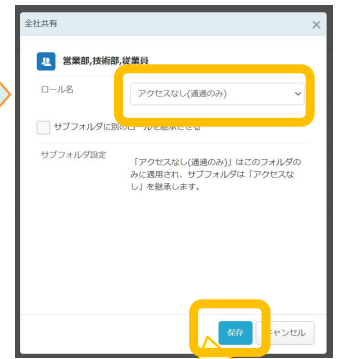 全社共有
営業部,技術部,従業員
ロール名
アクセスなし(通過のみ)
サブフォルダに別のロールを継承させる
サブフォルダ設定
「アクセスなし(通過のみ)」はこのフォルダの
みに適用され、サブフォルダは「アクセスな
し」を継承します。
保存
キャンセル